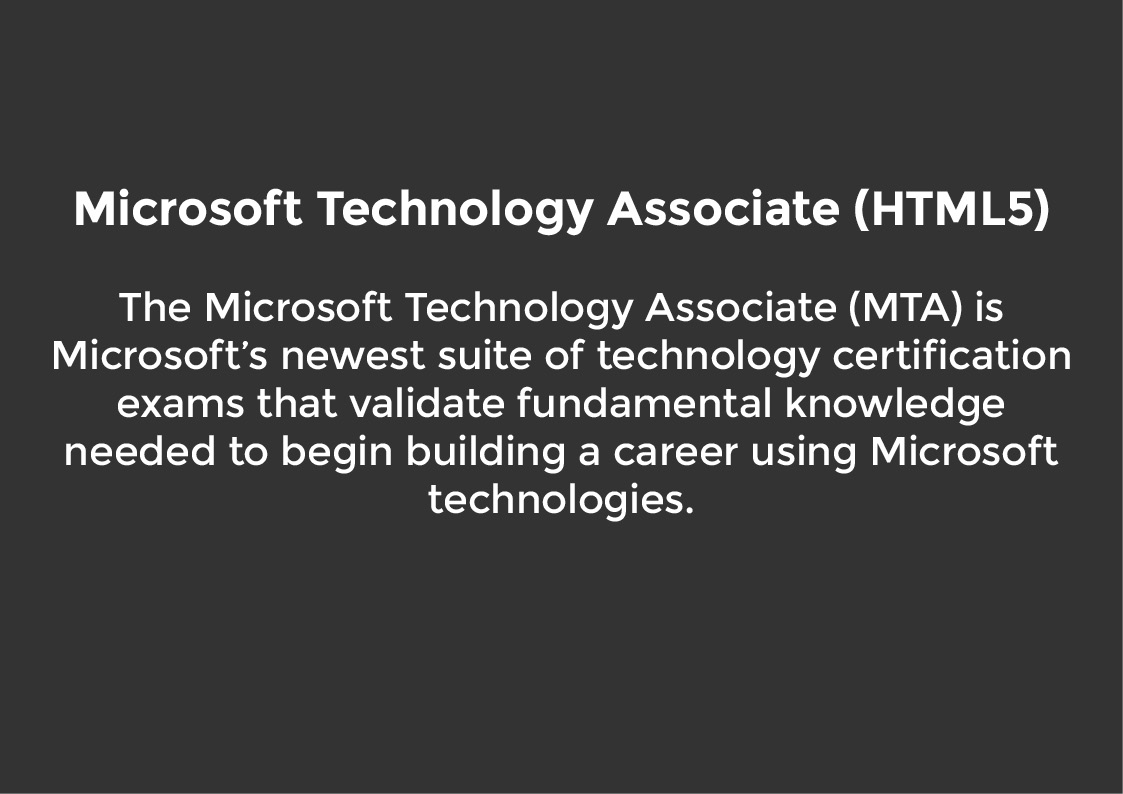 Microsoft Technology Associate (HTML5)
The Microsoft Technology Associate (MTA) is
Microsoft’s newest suite of technology certification
exams that validate fundamental knowledge
needed to begin building a career using Microsoft
technologies.